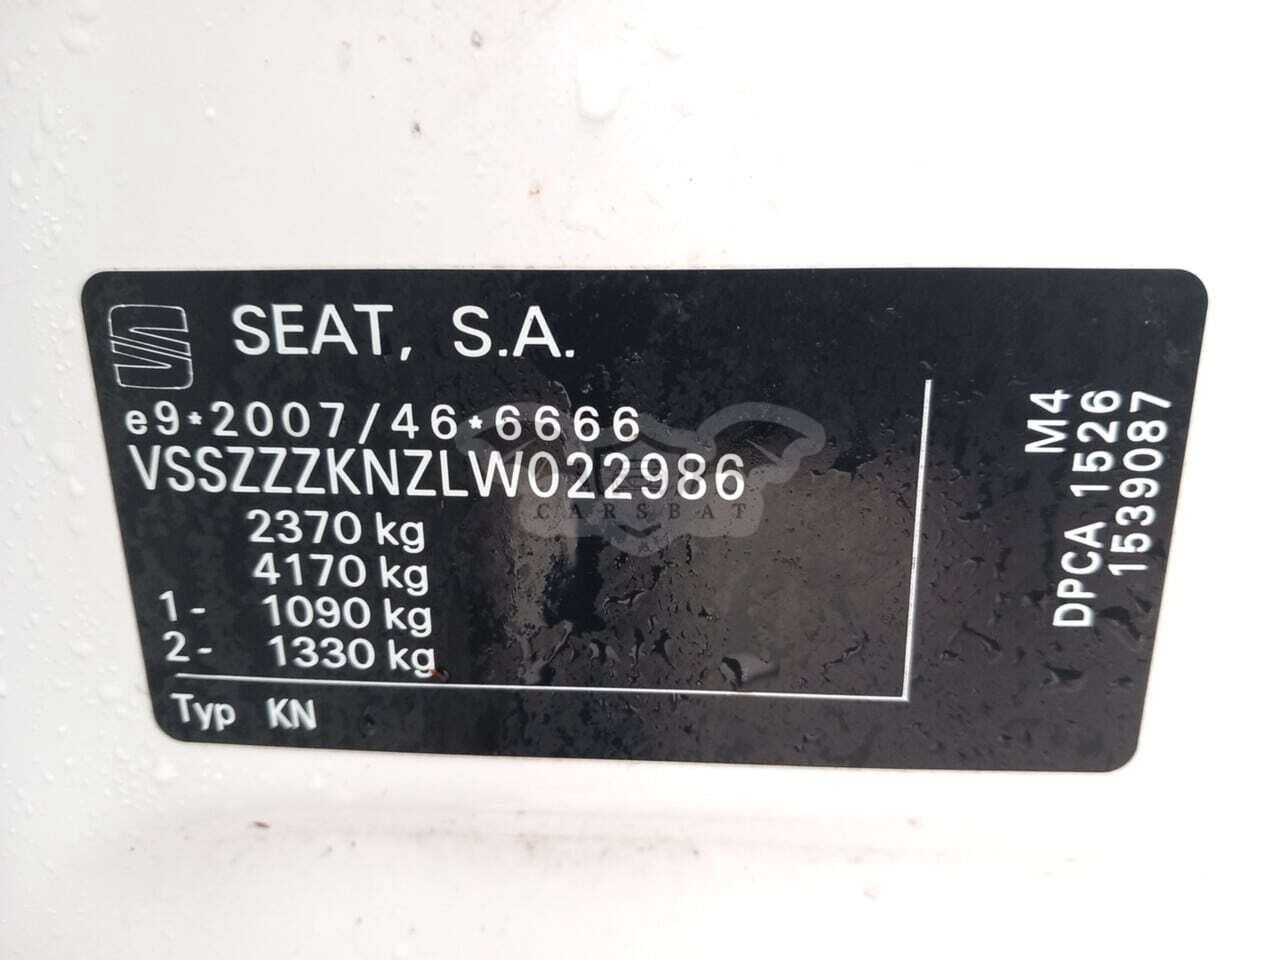 SEAT, S.A.
e9*2007/46*6666
VSSZZZKNZLW022986
2370 kg
4170 kg
1- 1090 kg
2- 1330 kg
Typ KN
M4
DPCA 1526
1539087
CARSBAT